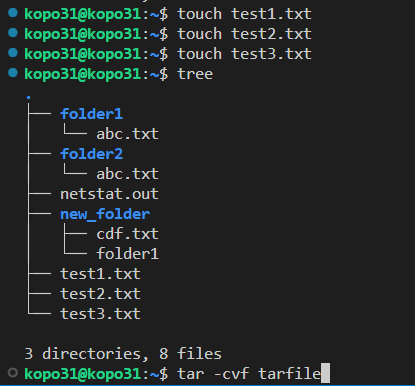 kopo31@kopo31:~$ touch test1.txt
kopo31@kopo31:~$ touch test2.txt
kopo31@kopo31:~$ touch test3.txt
kopo31@kopo31:~$ tree
.
├── folder1
│   └── abc.txt
├── folder2
│   └── abc.txt
├── netstat.out
├── new_folder
│   ├── cdf.txt
│   └── folder1
├── test1.txt
├── test2.txt
└── test3.txt

3 directories, 8 files
kopo31@kopo31:~$ tar -cvf tarfile